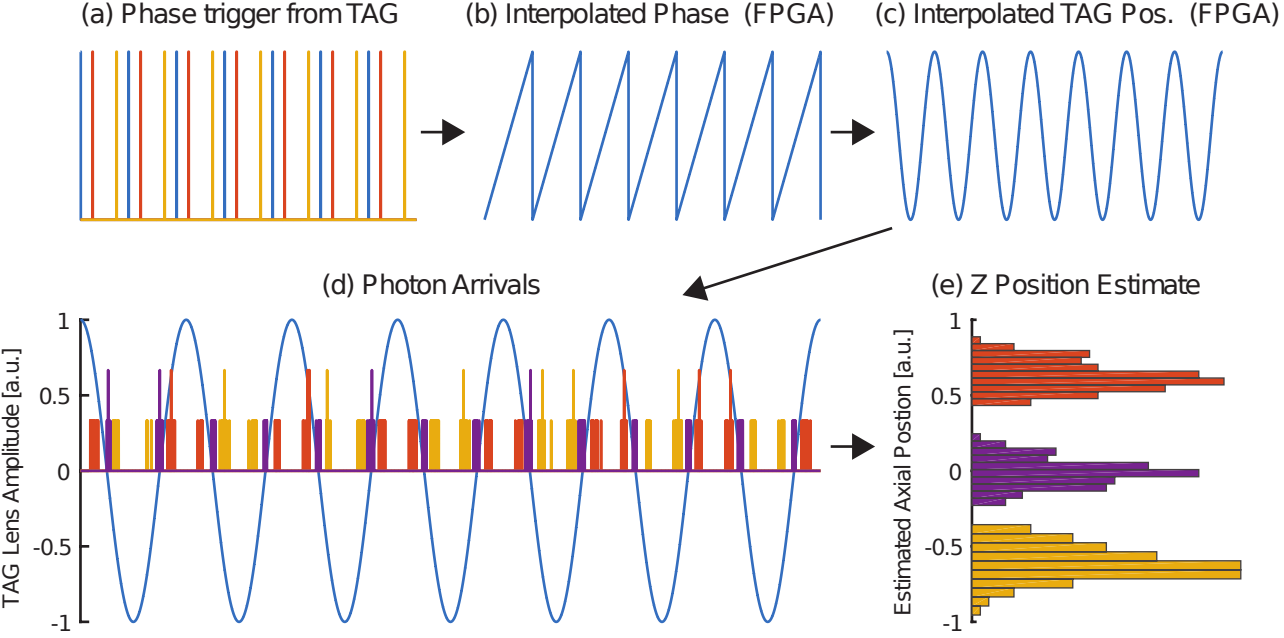 (a) Phase trigger from TAG
(b) Interpolated Phase (FPGA)
(c) Interpolated TAG Pos. (FPGA)
(d) Photon Arrivals
TAG Lens Amplitude [a.u.]
1
0.5
0
-0.5
-1
(e) Z Position Estimate
Estimated Axial Postion [a.u.]
1
0.5
0
-0.5
-1